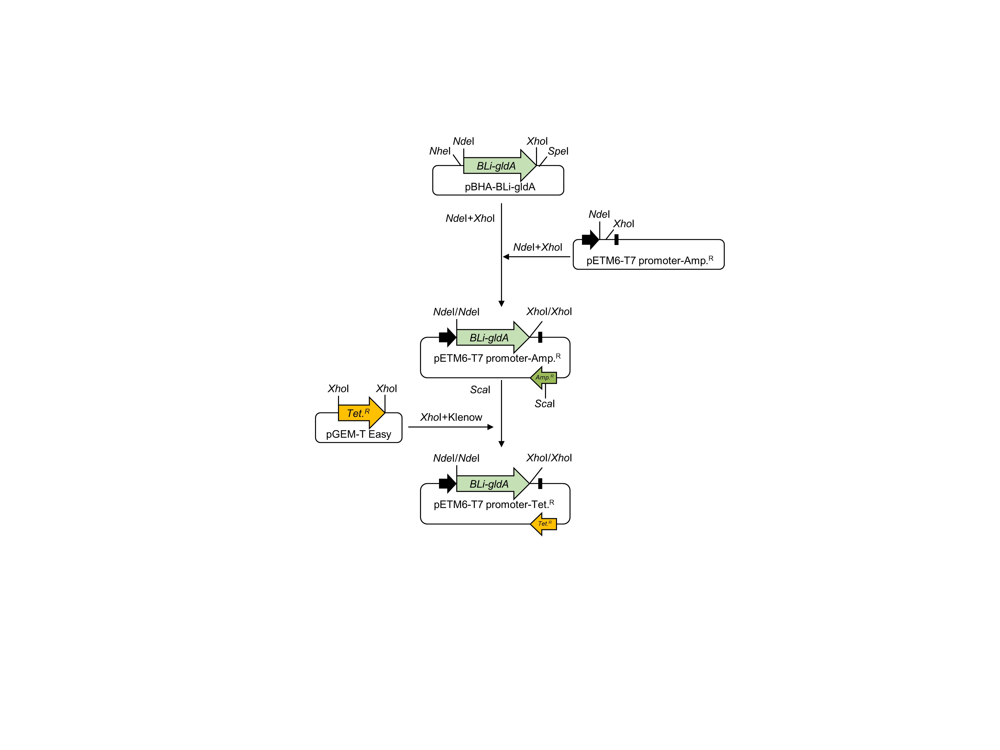 NdeI
XhoI
NheI
SpeI
BLi-gldA
pBHA-BLi-gldA
NdeI
NdeI+XhoI
XhoI
NdeI+XhoI
pETM6-T7 promoter-Amp.R
NdeI/NdeI
XhoI/XhoI
BLi-gldA
pETM6-T7 promoter-Amp.R
Amp.R
XhoI
XhoI
ScaI
ScaI
Tet.R
XhoI+Klenow
pGEM-T Easy
NdeI/NdeI
XhoI/XhoI
BLi-gldA
pETM6-T7 promoter-Tet.R
Tet.R